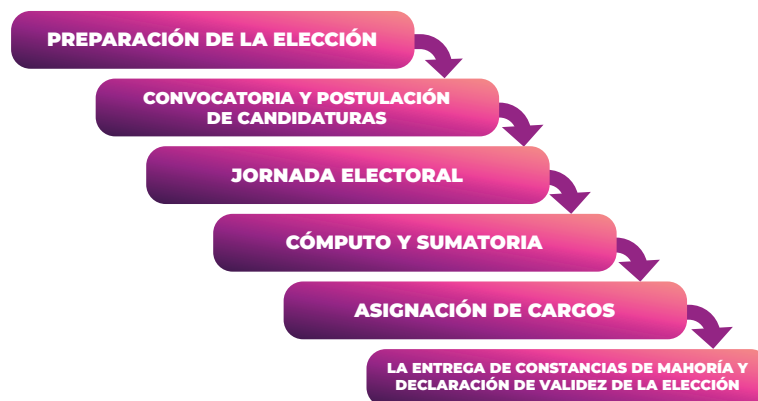 PREPARACIÓN DE LA ELECCIÓN
CONVOCATORIA Y POSTULACIÓN
DE CANDIDATURAS
JORNADA ELECTORAL
CÓMPUTO Y SUMATORIA
ASIGNACIÓN DE CARGOS
LA ENTREGA DE CONSTANCIAS DE MAHORÍA Y
DECLARACIÓN DE VALIDEZ DE LA ELECCIÓN